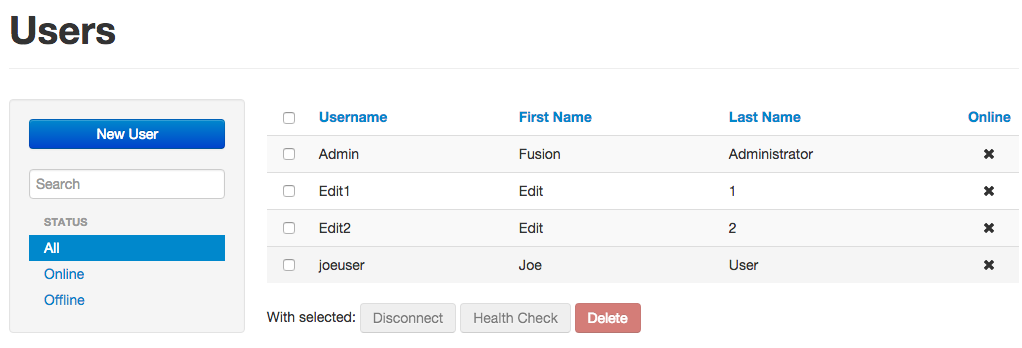 Users
New User
Search
STATUS
All
Online
Offline
Username First Name Last Name Online
Admin Fusion Administrator ✖
Edit1 Edit 1 ✖
Edit2 Edit 2 ✖
joeuser Joe User ✖
With selected: Disconnect Health Check Delete